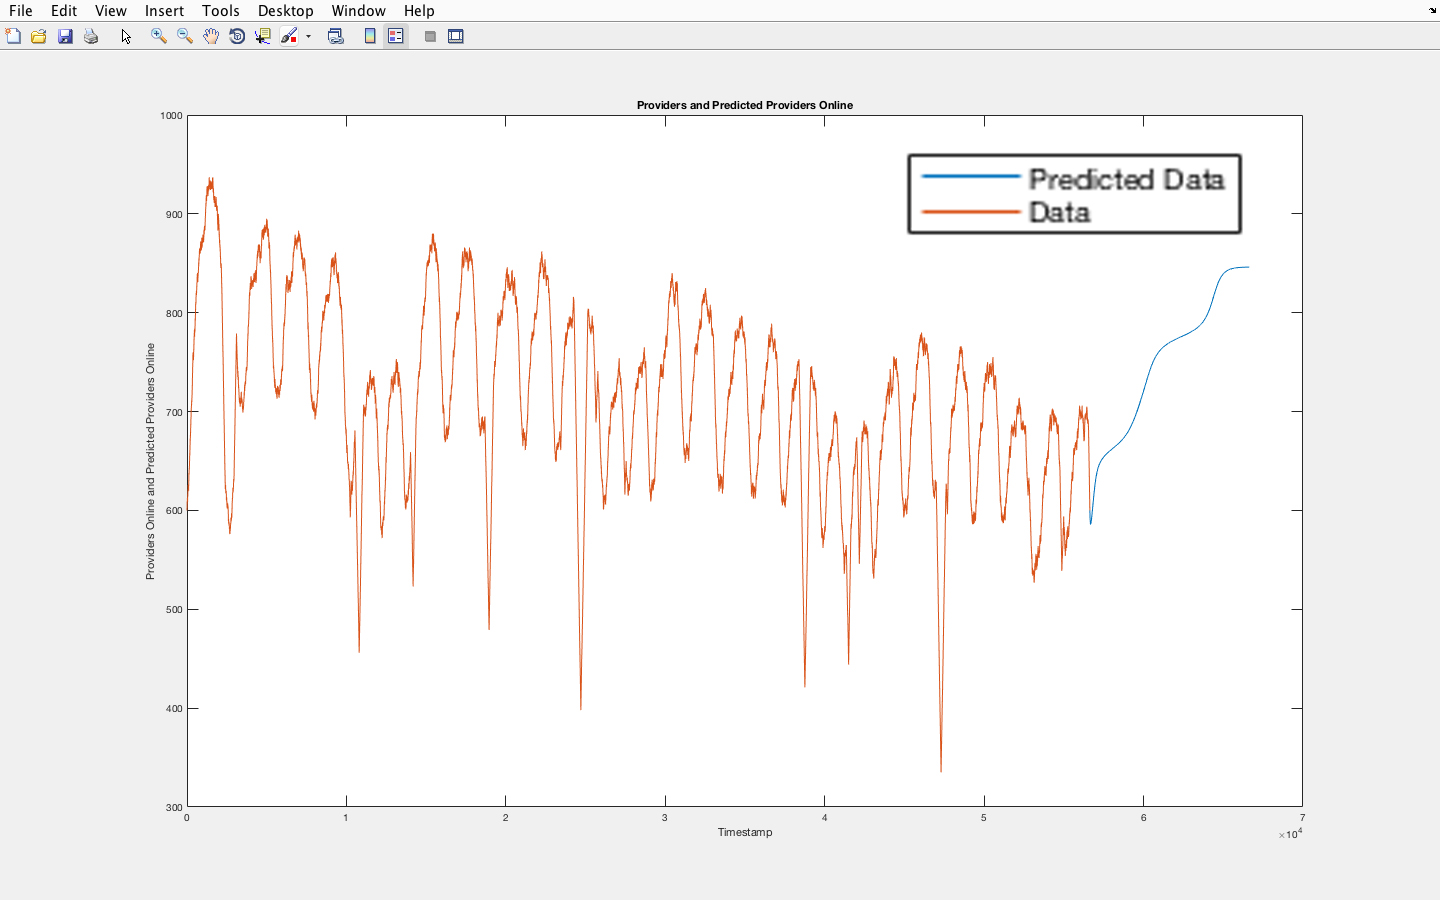 File Edit View Insert Tools Desktop Window Help
Providers and Predicted Providers Online
1000
900
800
700
600
500
400
300
Providers Online and Predicted Providers Online
Predicted Data
Data
0 1 2 3 4 5 6 7
Timestamp
×10⁴